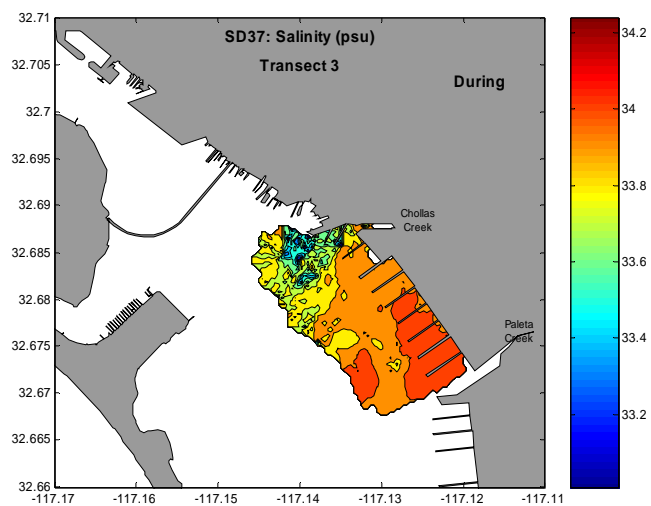 SD37: Salinity (psu)
Transect 3
During
Chollas
Creek
Paleta
Creek
32.71
32.705
32.7
32.695
32.69
32.685
32.68
32.675
32.67
32.665
32.66
-117.17 -117.16 -117.15 -117.14 -117.13 -117.12 -117.11
34.2
34
33.8
33.6
33.4
33.2